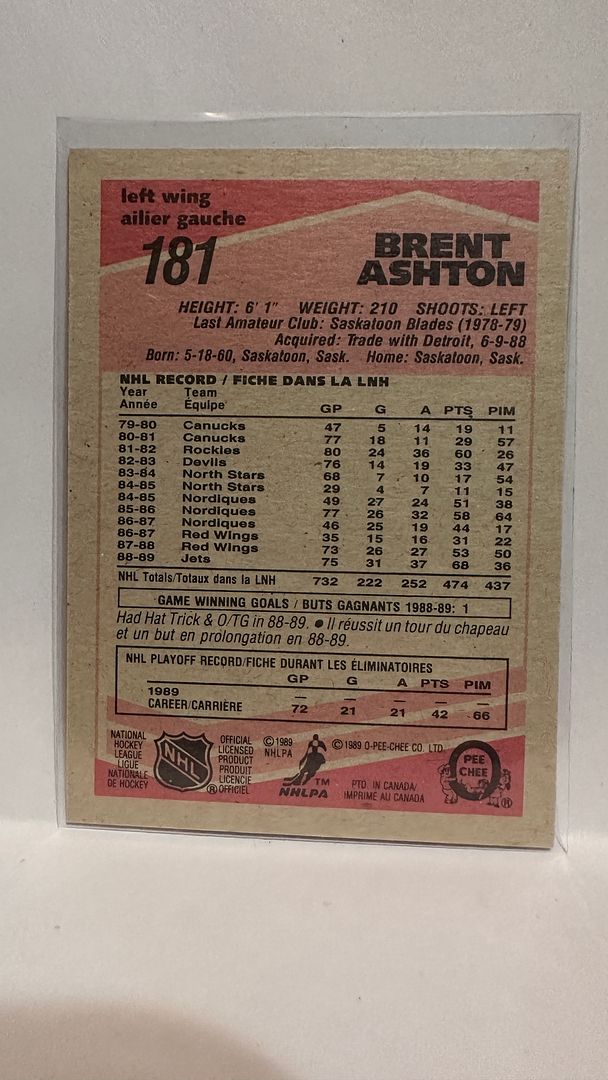 left wing
ailier gauche
181
BRENT
ASHTON
HEIGHT: 6' 1" WEIGHT: 210 SHOOTS: LEFT
Last Amateur Club: Saskatoon Blades (1978-79)
Acquired: Trade with Detroit, 6-9-88
Born: 5-18-60, Saskatoon, Sask. Home: Saskatoon, Sask.
NHL RECORD / FICHE DANS LA LNH
Year Team
Année Équipe GP G A PTS PIM
79-80 Canucks 47 5 14 19 11
80-81 Canucks 77 18 11 29 57
81-82 Rockies 80 24 36 60 26
82-83 Devils 76 14 19 33 47
83-84 North Stars 68 7 10 17 54
84-85 North Stars 29 4 7 11 15
84-85 Nordiques 49 27 24 51 38
85-86 Nordiques 77 26 32 58 64
86-87 Nordiques 46 25 19 44 17
86-87 Red Wings 35 15 16 31 22
87-88 Red Wings 73 26 27 53 50
88-89 Jets 75 31 37 68 36
NHL Totals/Totaux dans la LNH 732 222 252 474 437
GAME WINNING GOALS / BUTS GAGNANTS 1988-89: 1
Had Hat Trick & O/TG in 88-89. • Il réussit un tour du chapeau
et un but en prolongation en 88-89.
NHL PLAYOFF RECORD/FICHE DURANT LES ÉLIMINATOIRES
GP G A PTS PIM
1989 — — — — —
CAREER/CARRIÈRE 72 21 21 42 66
NATIONAL
HOCKEY
LEAGUE
LIGUE
NATIONALE
DE HOCKEY
NHL
®
OFFICIAL
LICENSED
PRODUCT
PRODUIT
LICENCIE
OFFICIEL
©1989
NHLPA
TM
NHLPA
©1989 O-PEE-CHEE CO. LTD.
PTD. IN CANADA/
IMPRIME AU CANADA
O
PEE
CHEE
®